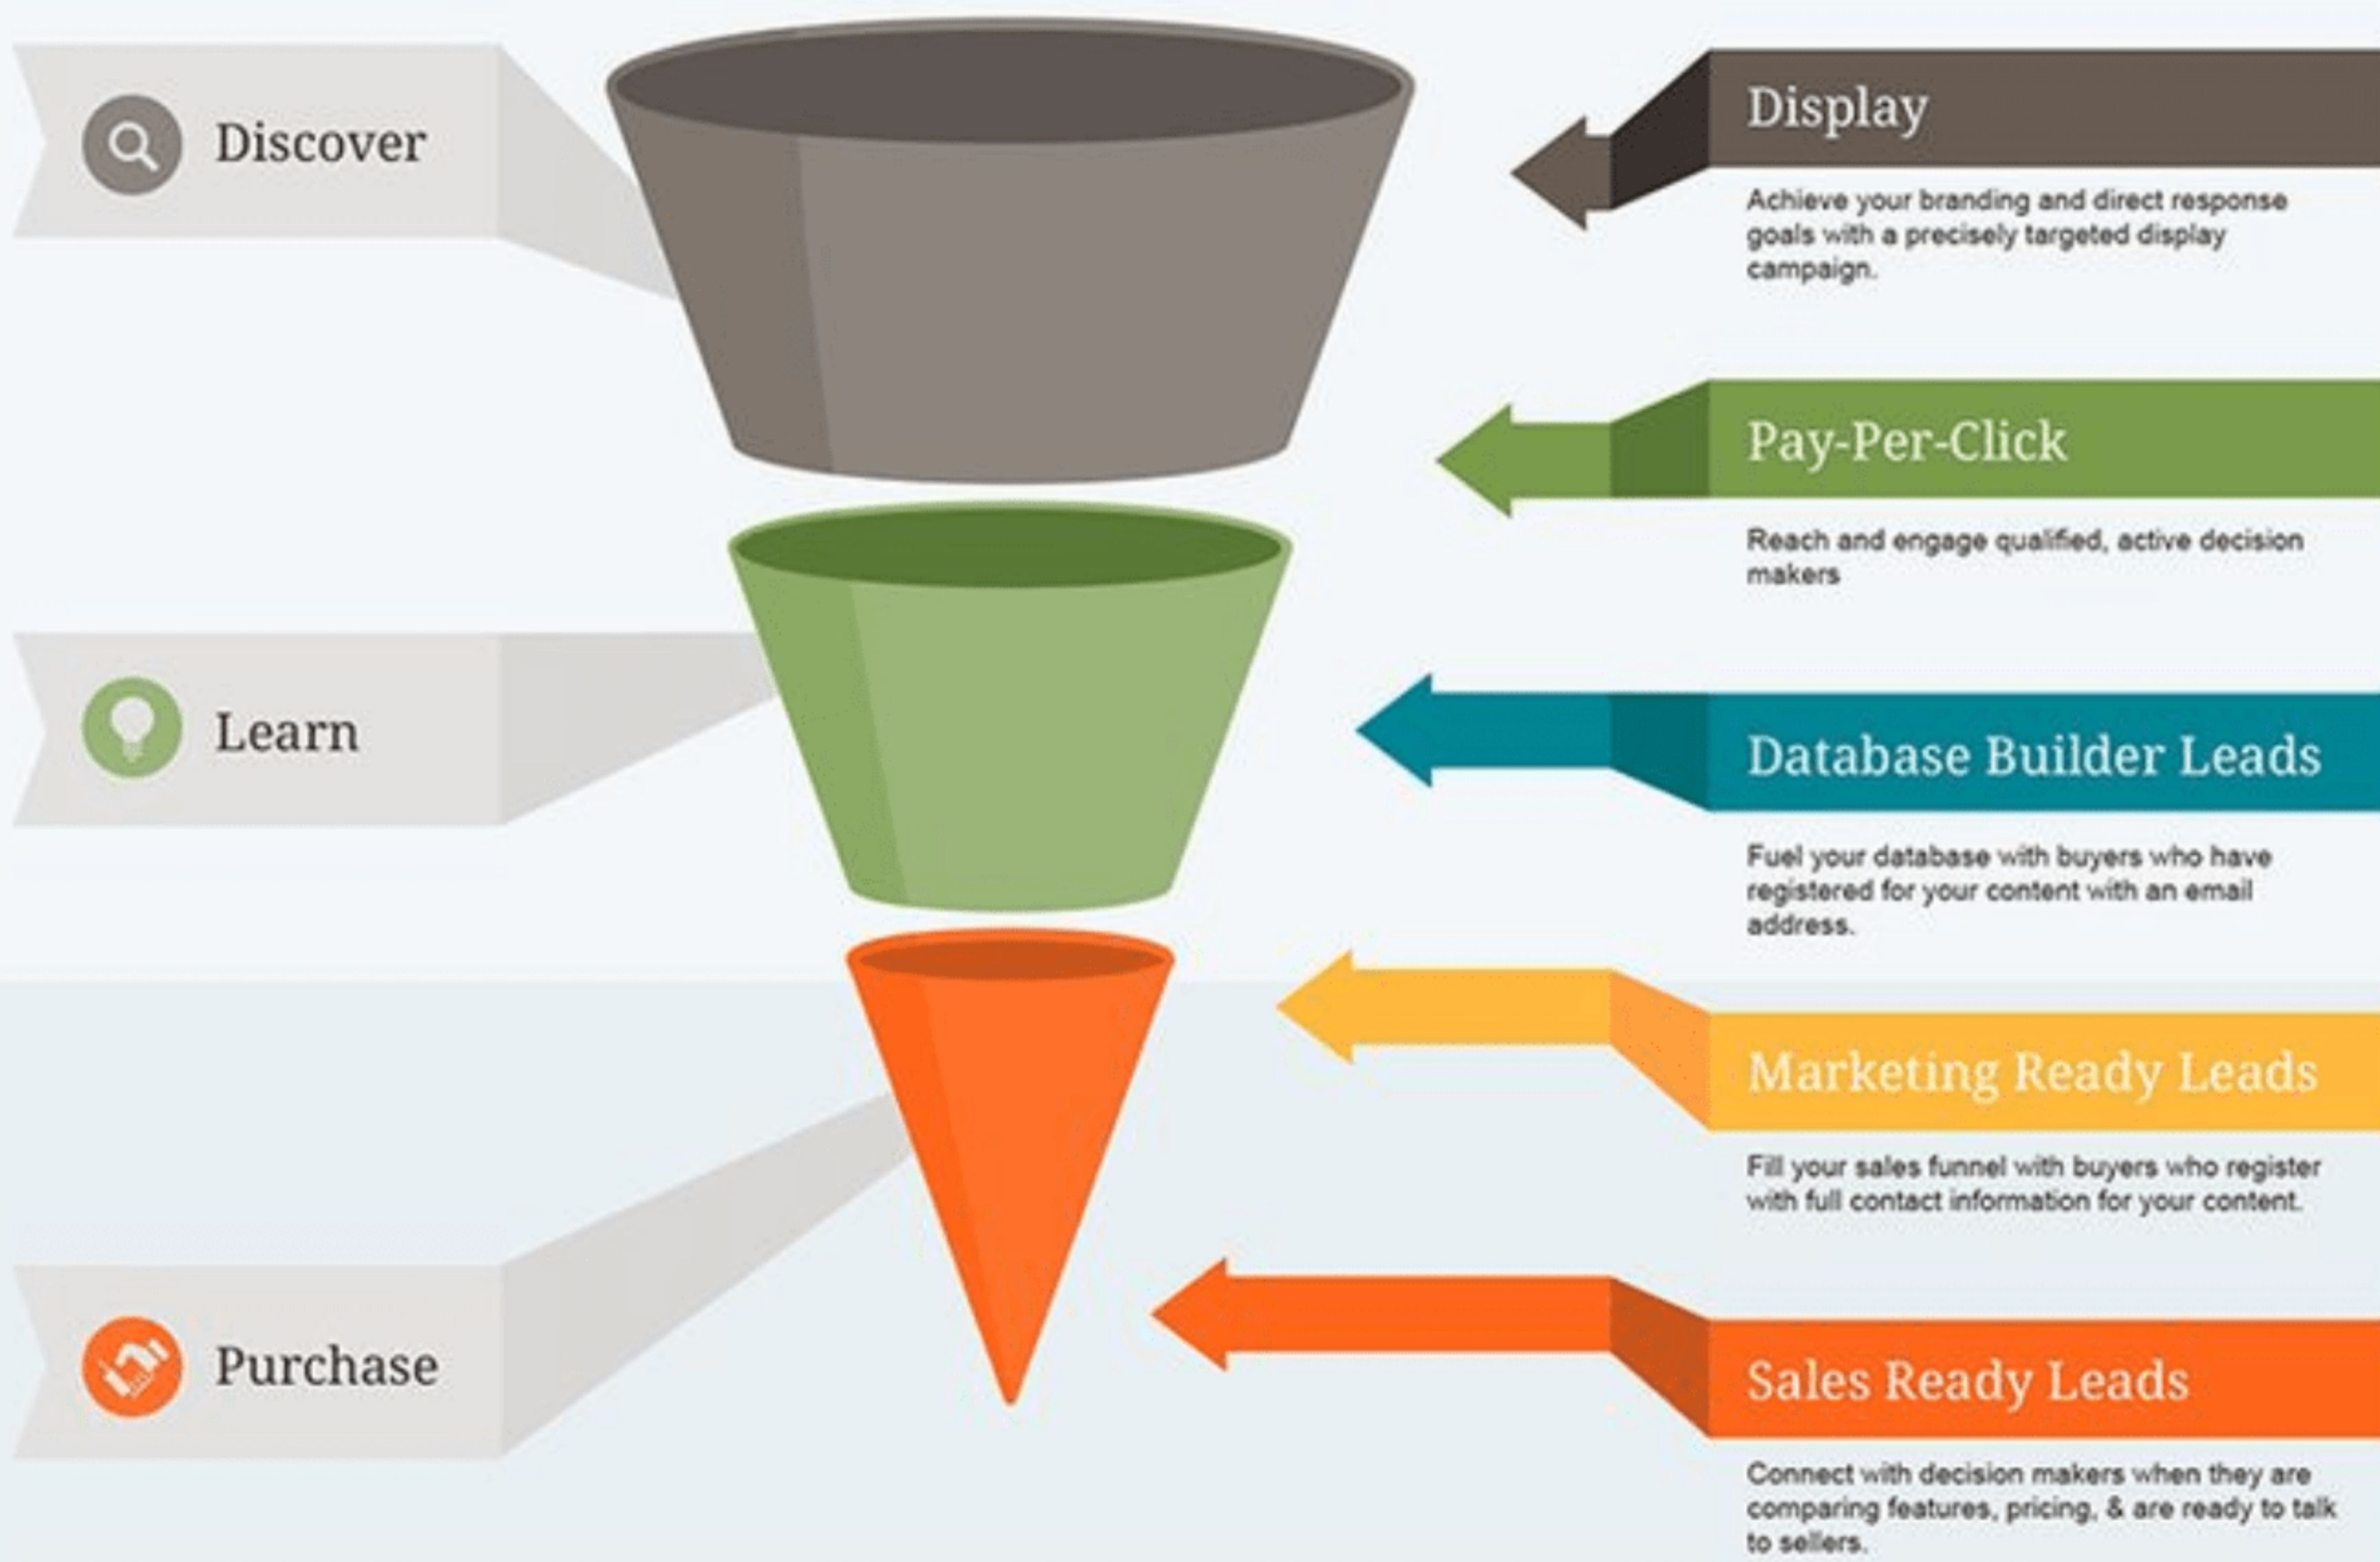 Discover
Learn
Purchase
Display
Achieve your branding and direct response
goals with a precisely targeted display
campaign.
Pay-Per-Click
Reach and engage qualified, active decision
makers
Database Builder Leads
Fuel your database with buyers who have
registered for your content with an email
address.
Marketing Ready Leads
Fill your sales funnel with buyers who register
with full contact information for your content.
Sales Ready Leads
Connect with decision makers when they are
comparing features, pricing, & are ready to talk
to sellers.